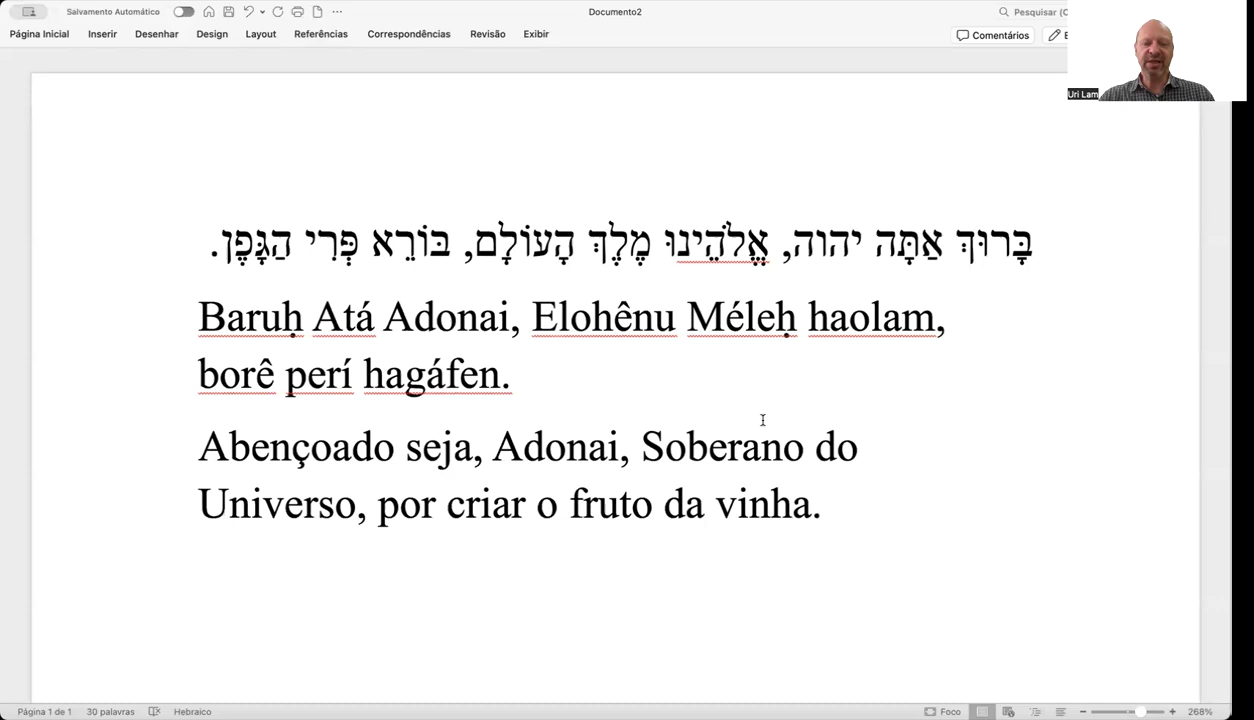 Salvamento Automático
Documento2
Pesquisar (C
Página Inicial Inserir Desenhar Design Layout Referências Correspondências Revisão Exibir
Comentários
Uri Lam
בָּרוּךְ אַתָּה יהוה, אֱלֹהֵינוּ מֶלֶךְ הָעוֹלָם, בּוֹרֵא פְּרִי הַגָּפֶן.
Baruḥ Atá Adonai, Elohênu Méleḥ haolam,
borê perí hagáfen.
Abençoado seja, Adonai, Soberano do
Universo, por criar o fruto da vinha.
Página 1 de 1 30 palavras Hebraico Foco 268%